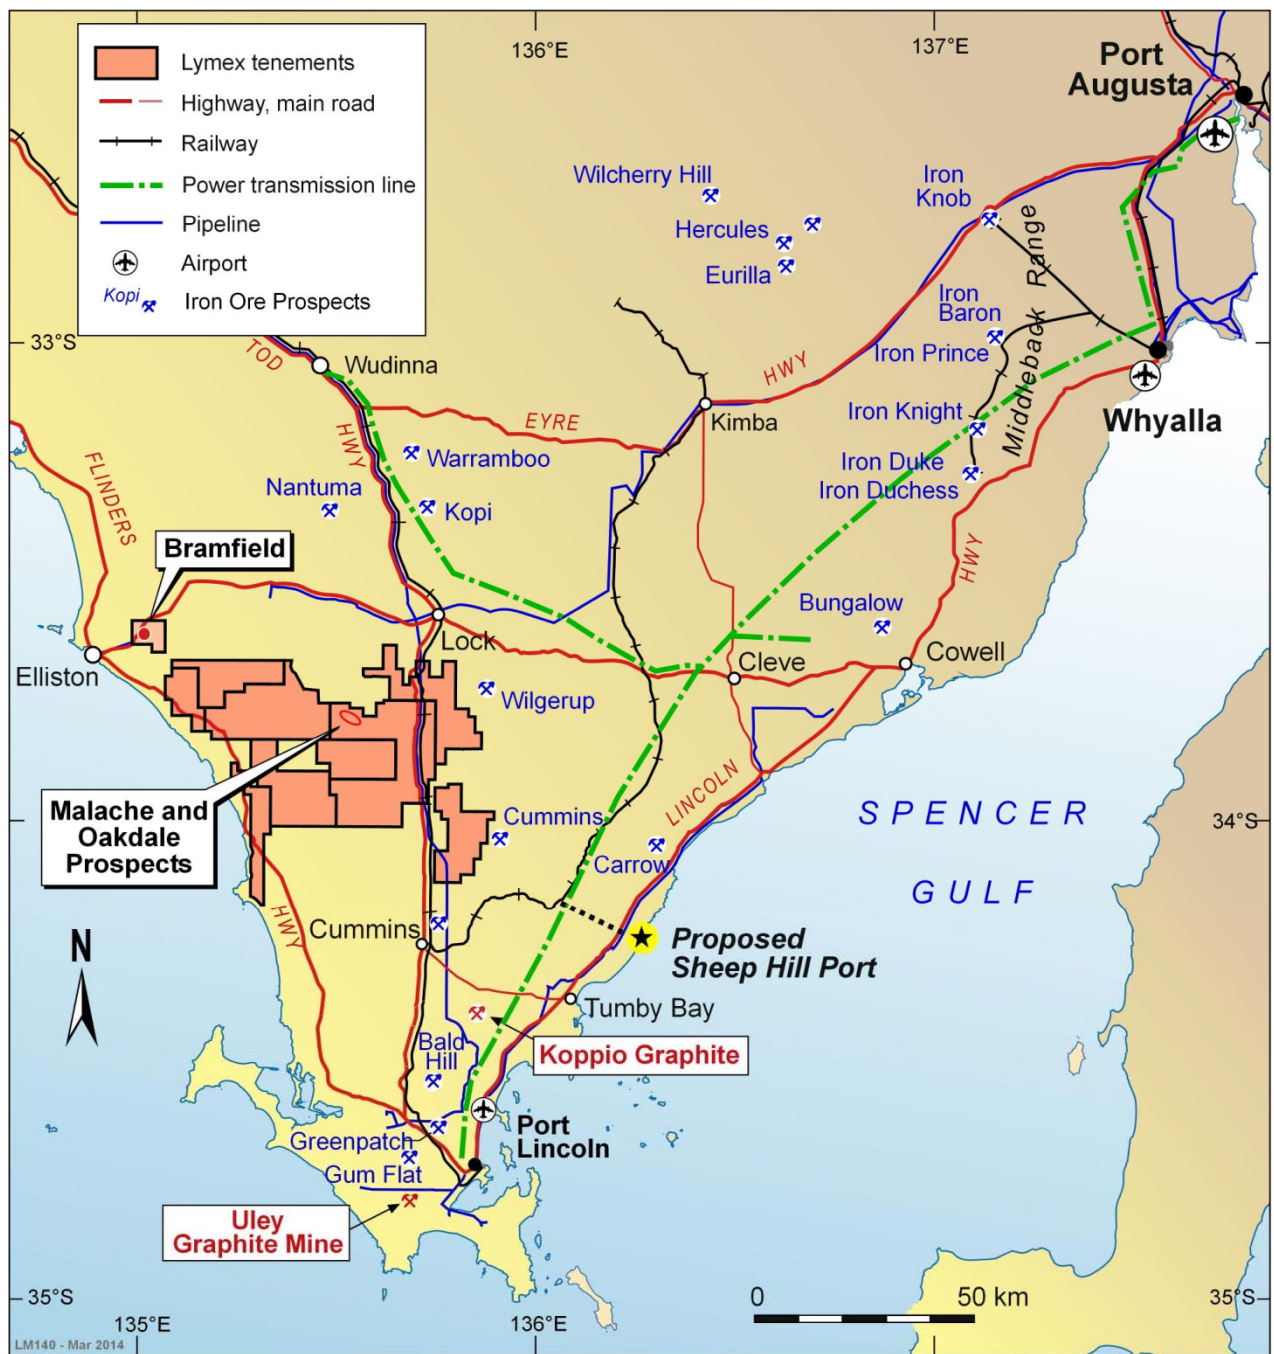 136°E
137°E
Port
Augusta
Lymex tenements
Highway, main road
Railway
Power transmission line
Pipeline
Airport
Kopi
Iron Ore Prospects
Wilcherry Hill
Iron
Knob
Hercules
Eurilla
Middleback Range
Iron
Baron
Iron Prince
33°S
TOD
HWY
Wudinna
HWY
Kimba
EYRE
Iron Knight
Whyalla
Warramboo
Iron Duke
Iron Duchess
FLINDERS
Nantuma
Kopi
Bramfield
HWY
Bungalow
Lock
Elliston
Cleve
Cowell
Wilgerup
LINCOLN
Malache and
Oakdale
Prospects
Cummins
SPENCER
GULF
34°S
Carrow
HWY
Cummins
N
Proposed
Sheep Hill Port
Tumby Bay
Koppio Graphite
Bald
Hill
Port
Lincoln
Greenpatch
Gum Flat
Uley
Graphite Mine
0
50 km
35°S
35°S
135°E
136°E
LM140 - Mar 2014